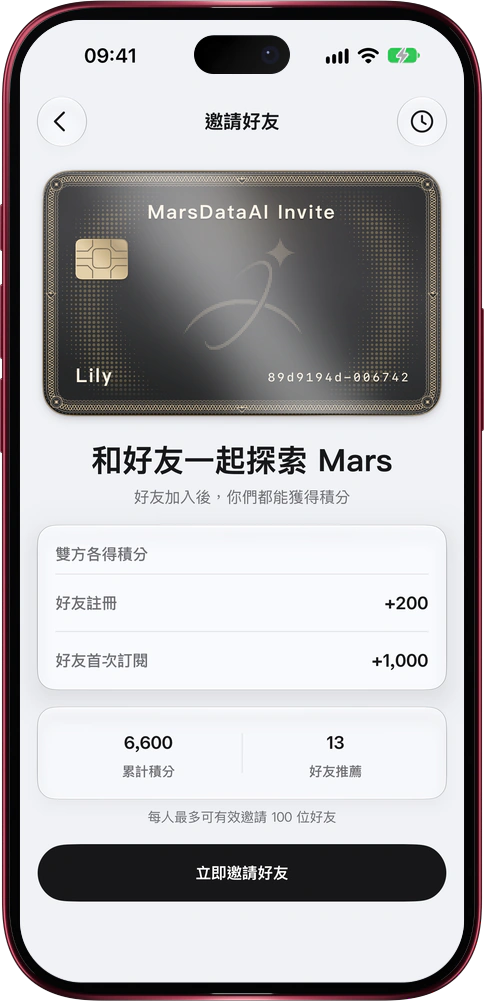 09:41
邀請好友
MarsDataAI Invite
Lily
89d9194d-006742
和好友一起探索 Mars
好友加入後，你們都能獲得積分
雙方各得積分
好友註冊
+200
好友首次訂閱
+1,000
6,600
13
累計積分
好友推薦
每人最多可有效邀請 100 位好友
立即邀請好友